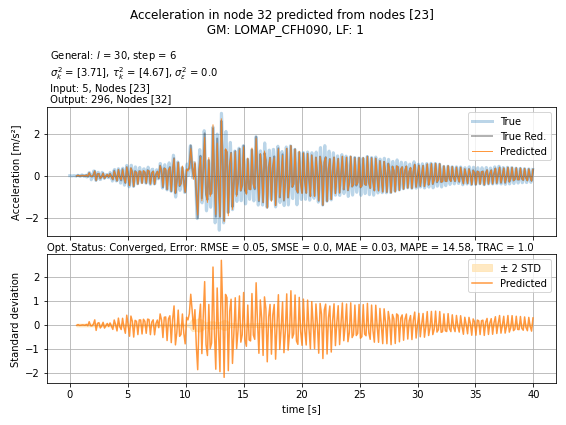 Acceleration in node 32 predicted from nodes [23]
GM: LOMAP_CFH090, LF: 1
General: l = 30, step = 6
σ²ₖ = [3.71], τ²ₖ = [4.67], σ²ε = 0.0
Input: 5, Nodes [23]
Output: 296, Nodes [32]
Acceleration [m/s²]
2
0
−2
True
True Red.
Predicted
Opt. Status: Converged, Error: RMSE = 0.05, SMSE = 0.0, MAE = 0.03, MAPE = 14.58, TRAC = 1.0
Standard deviation
2
1
0
−1
−2
± 2 STD
Predicted
0 5 10 15 20 25 30 35 40
time [s]